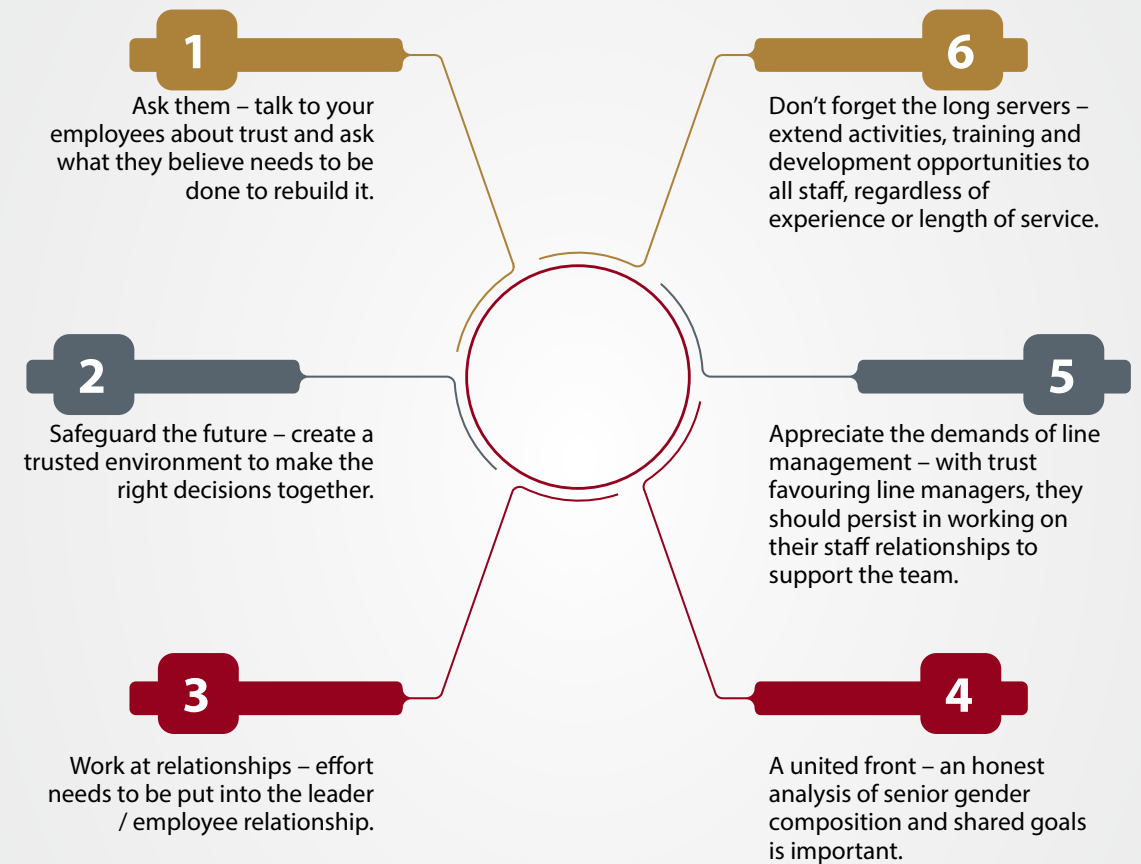 1
Ask them – talk to your
employees about trust and ask
what they believe needs to be
done to rebuild it.
2
Safeguard the future – create a
trusted environment to make the
right decisions together.
3
Work at relationships – effort
needs to be put into the leader
/ employee relationship.
4
A united front – an honest
analysis of senior gender
composition and shared goals
is important.
5
Appreciate the demands of line
management – with trust
favouring line managers, they
should persist in working on
their staff relationships to
support the team.
6
Don’t forget the long servers –
extend activities, training and
development opportunities to
all staff, regardless of
experience or length of service.